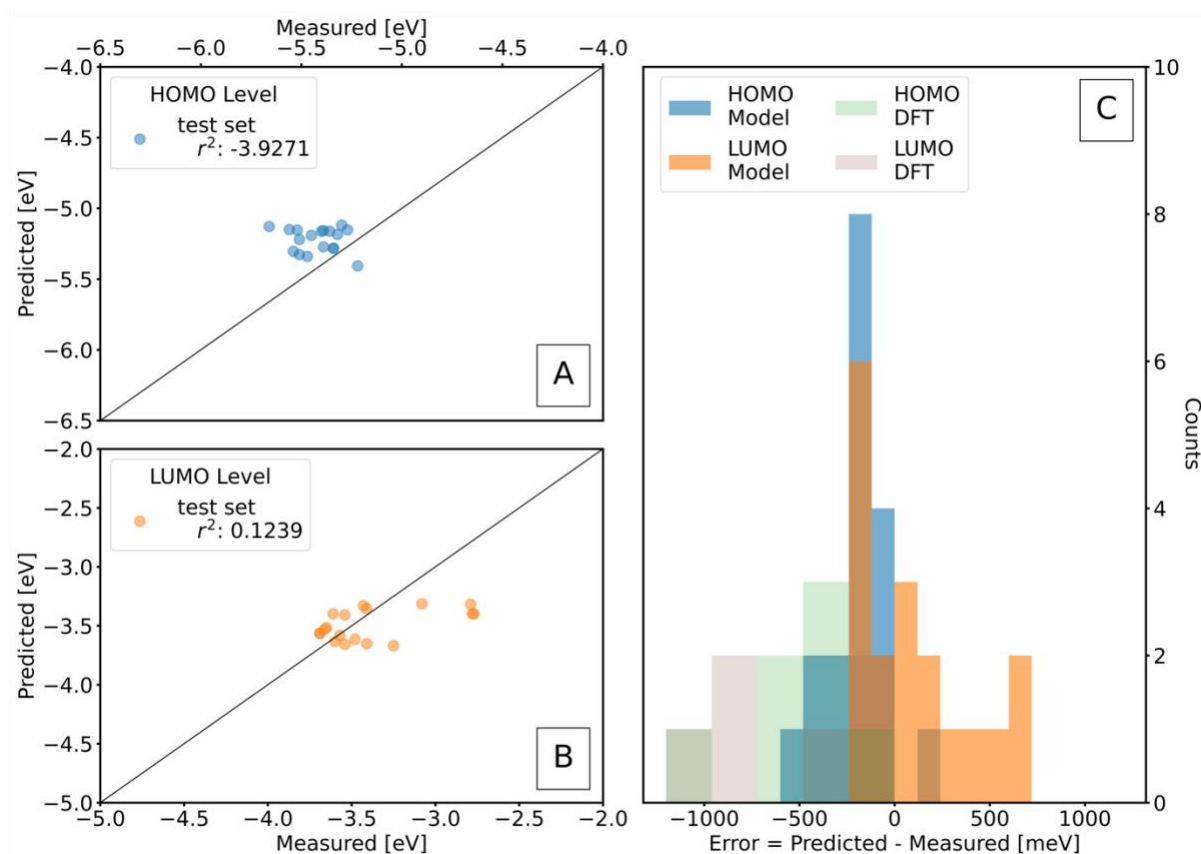 Measured [eV]
−6.5 −6.0 −5.5 −5.0 −4.5 −4.0
−4.0
−4.5
−5.0
−5.5
−6.0
−6.5
Predicted [eV]
HOMO Level
test set
r²: -3.9271
A
−2.0
−2.5
−3.0
−3.5
−4.0
−4.5
−5.0
Predicted [eV]
LUMO Level
test set
r²: 0.1239
B
−5.0 −4.5 −4.0 −3.5 −3.0 −2.5 −2.0
Measured [eV]
HOMO
Model
LUMO
Model
HOMO
DFT
LUMO
DFT
C
10
8
6
4
2
0
Counts
−1000 −500 0 500 1000
Error = Predicted - Measured [meV]